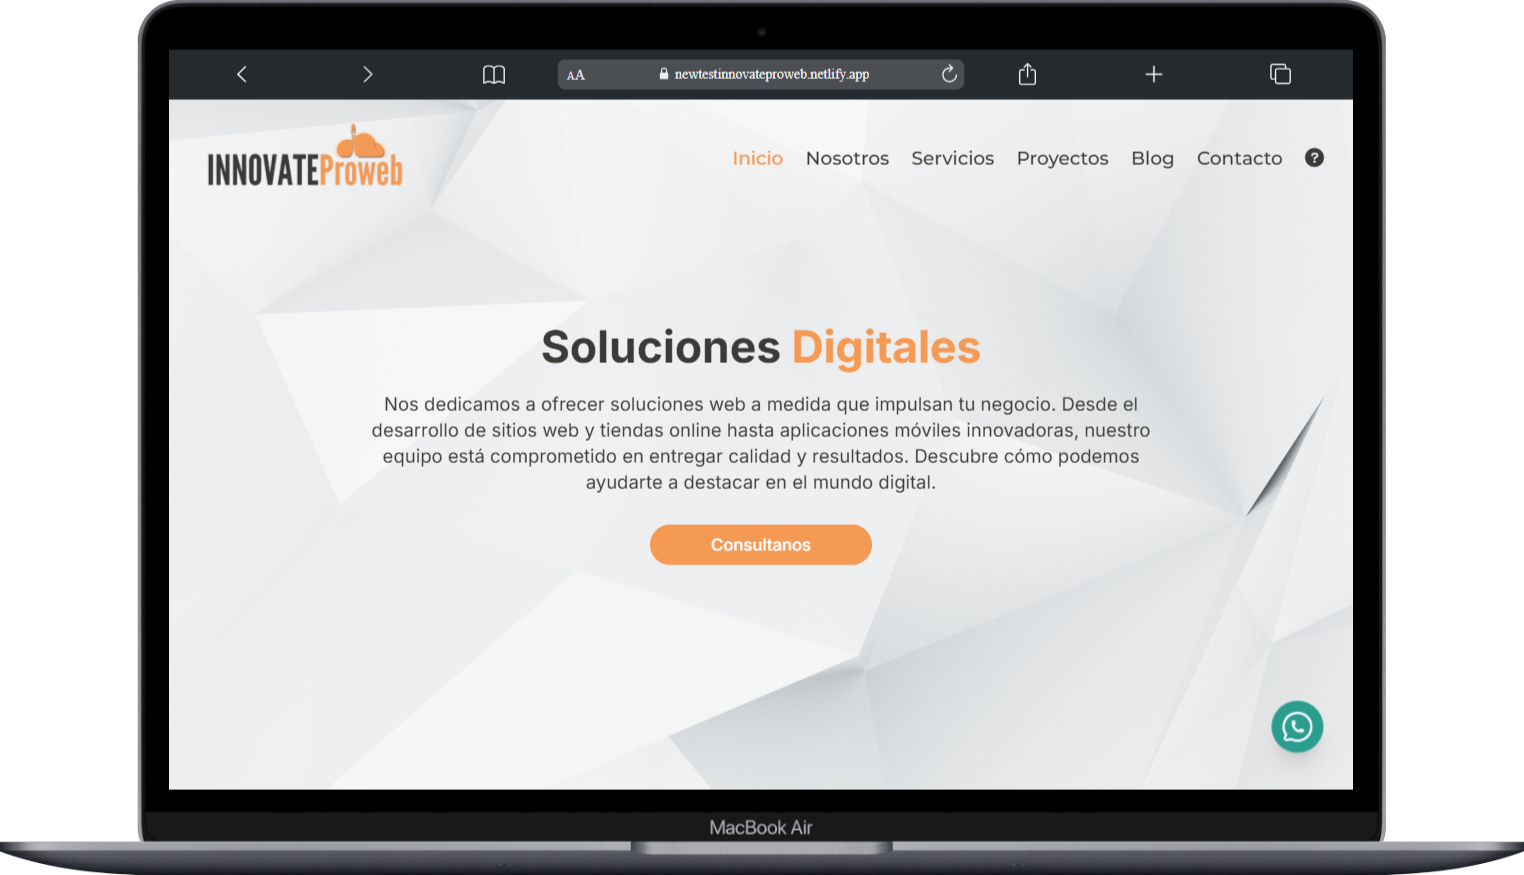 AA newtestinnovateproweb.netlify.app
INNOVATEProweb
Inicio Nosotros Servicios Proyectos Blog Contacto ?
Soluciones Digitales
Nos dedicamos a ofrecer soluciones web a medida que impulsan tu negocio. Desde el
desarrollo de sitios web y tiendas online hasta aplicaciones móviles innovadoras, nuestro
equipo está comprometido en entregar calidad y resultados. Descubre cómo podemos
ayudarte a destacar en el mundo digital.
Consultanos
MacBook Air